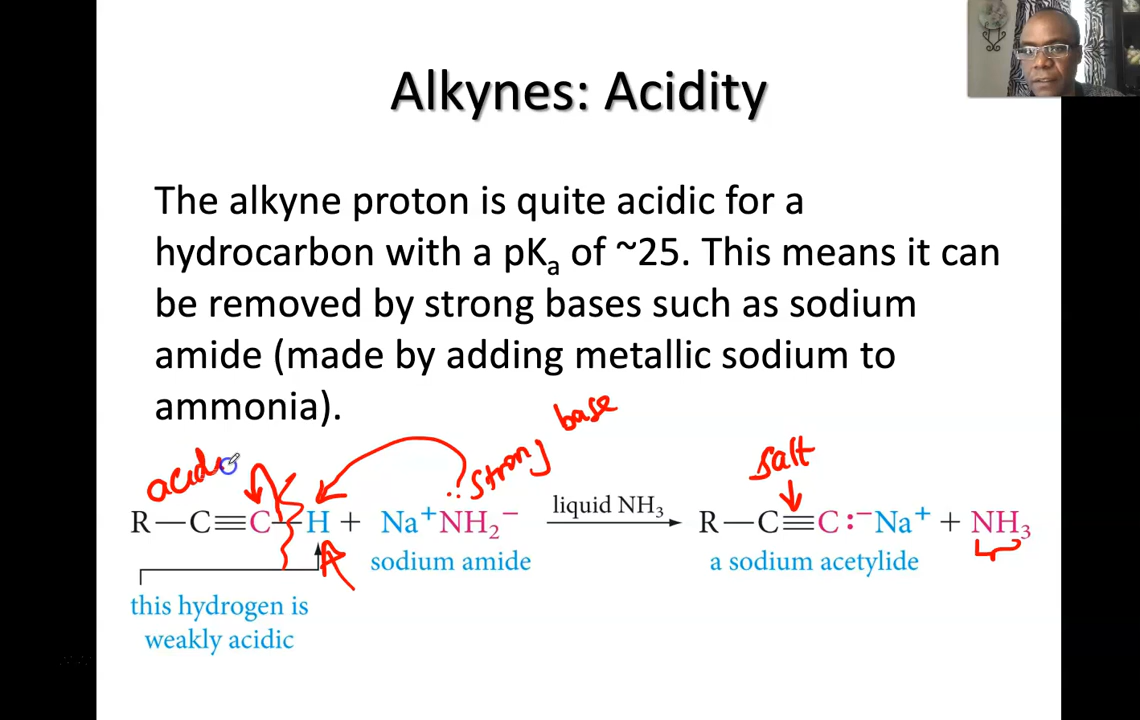 Alkynes: Acidity
The alkyne proton is quite acidic for a
hydrocarbon with a pKa of ~25. This means it can
be removed by strong bases such as sodium
amide (made by adding metallic sodium to
ammonia).
strong base
salt
acid
R—C≡C—H + Na⁺NH₂⁻ liquid NH₃ R—C≡C:⁻Na⁺ + NH₃
sodium amide a sodium acetylide
this hydrogen is
weakly acidic